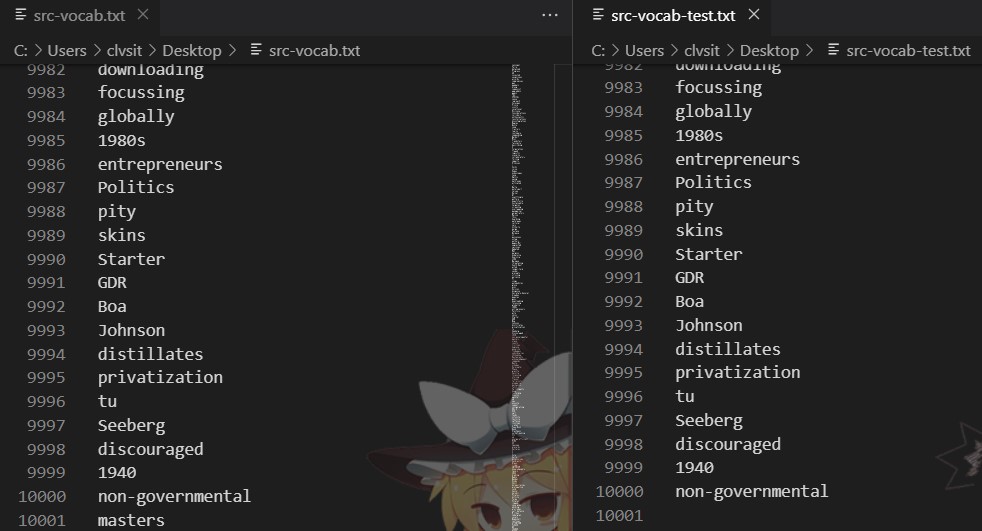 src-vocab.txt
C: > Users > clvsit > Desktop > src-vocab.txt
9982 downloading
9983 focussing
9984 globally
9985 1980s
9986 entrepreneurs
9987 Politics
9988 pity
9989 skins
9990 Starter
9991 GDR
9992 Boa
9993 Johnson
9994 distillates
9995 privatization
9996 tu
9997 Seeberg
9998 discouraged
9999 1940
10000 non-governmental
10001 masters
src-vocab-test.txt
C: > Users > clvsit > Desktop > src-vocab-test.txt
9982 downloading
9983 focussing
9984 globally
9985 1980s
9986 entrepreneurs
9987 Politics
9988 pity
9989 skins
9990 Starter
9991 GDR
9992 Boa
9993 Johnson
9994 distillates
9995 privatization
9996 tu
9997 Seeberg
9998 discouraged
9999 1940
10000 non-governmental
10001